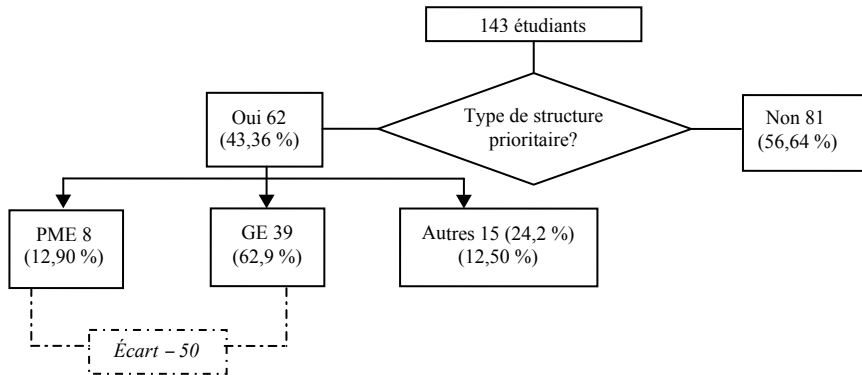 143 étudiants
Oui 62
(43,36 %)
Type de structure
prioritaire?
Non 81
(56,64 %)
PME 8
(12,90 %)
GE 39
(62,9 %)
Autres 15 (24,2 %)
(12,50 %)
Écart – 50